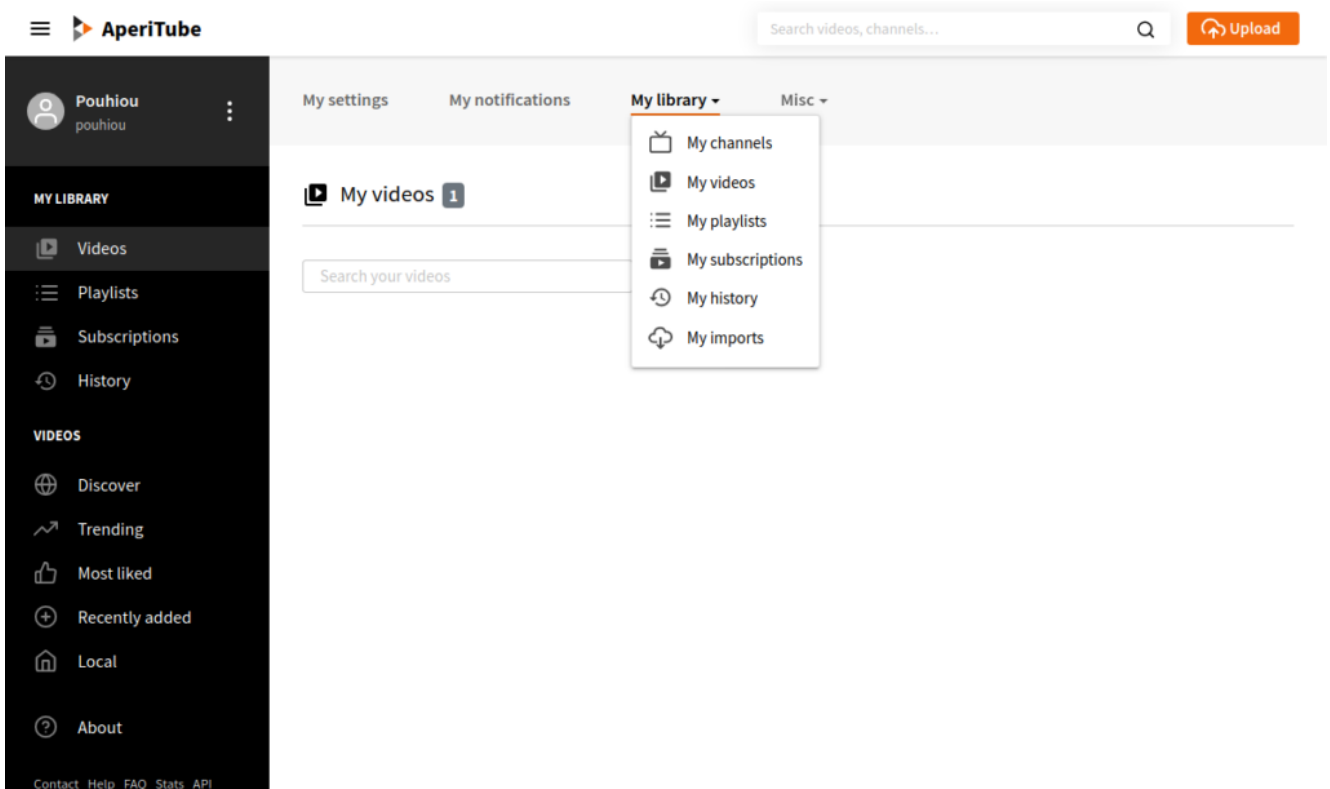 AperiTube
Search videos, channels...
Upload
Pouhiou
pouhiou
My settings
My notifications
My library
Misc
My channels
My videos
My playlists
My subscriptions
My history
My imports
MY LIBRARY
Videos
Playlists
Subscriptions
History
VIDEOS
Discover
Trending
Most liked
Recently added
Local
About
Contact Help FAQ Stats API
My videos 1
Search your videos